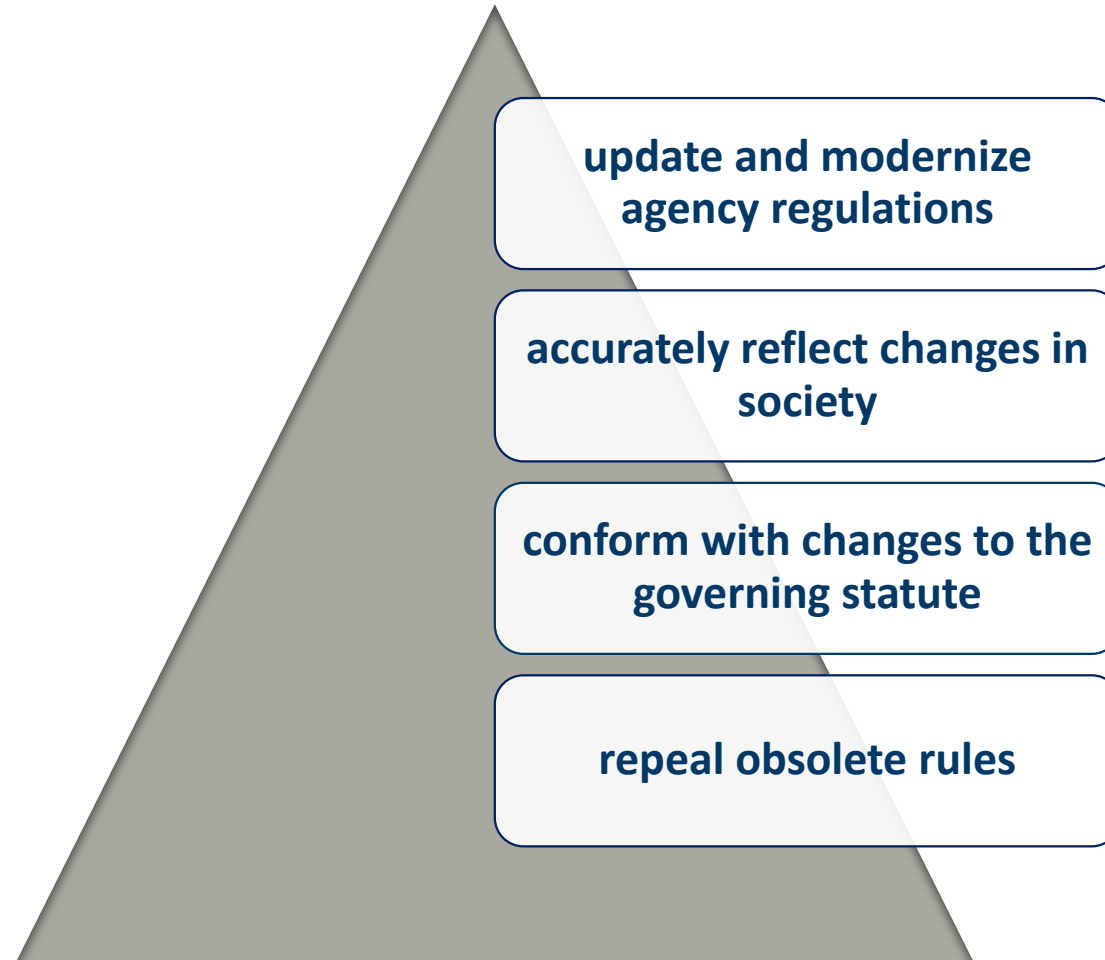 update and modernize
agency regulations
accurately reflect changes in
society
conform with changes to the
governing statute
repeal obsolete rules